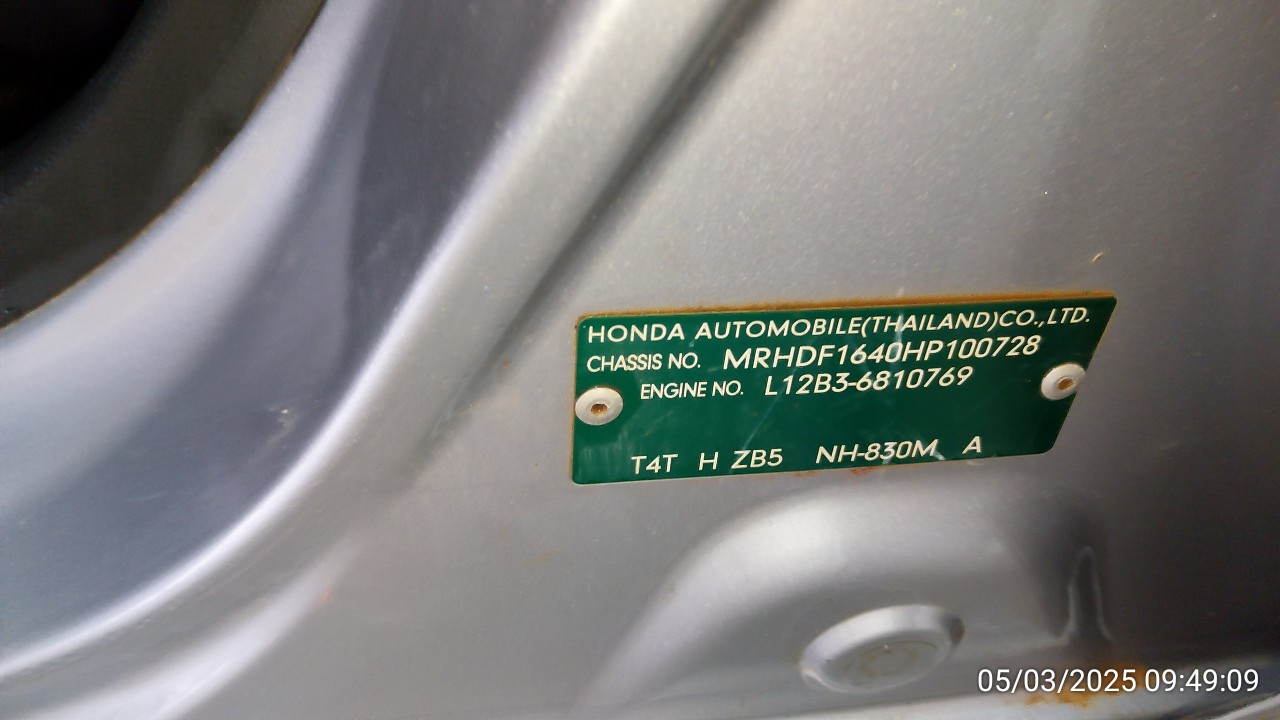 HONDA AUTOMOBILE(THAILAND)CO.,LTD.
CHASSIS NO. MRHDF1640HP100728
ENGINE NO. L12B3-6810769
T4T H ZB5 NH-830M A
05/03/2025 09:49:09